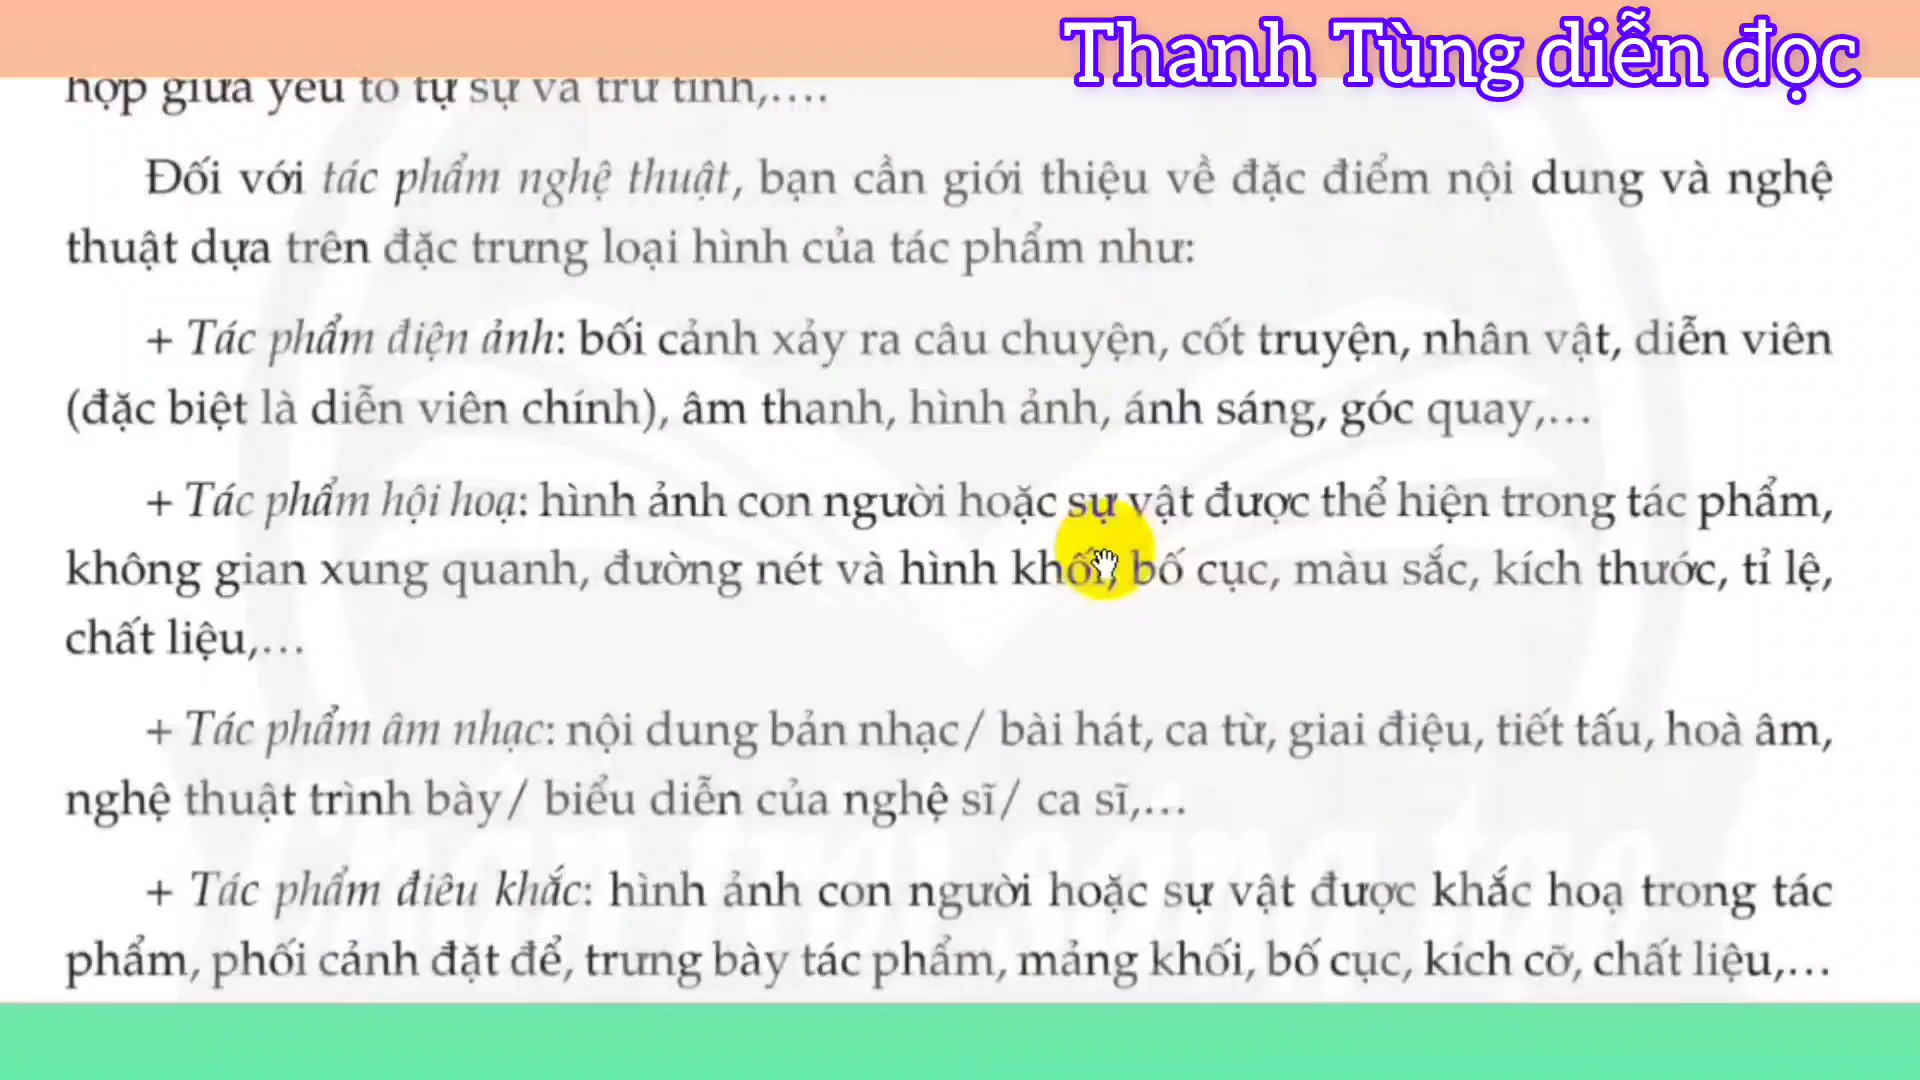 Thanh Tùng diễn đọc
hợp giữa yếu tố tự sự và trữ tình,....
Đối với tác phẩm nghệ thuật, bạn cần giới thiệu về đặc điểm nội dung và nghệ
thuật dựa trên đặc trưng loại hình của tác phẩm như:
+ Tác phẩm điện ảnh: bối cảnh xảy ra câu chuyện, cốt truyện, nhân vật, diễn viên
(đặc biệt là diễn viên chính), âm thanh, hình ảnh, ánh sáng, góc quay,...
+ Tác phẩm hội hoạ: hình ảnh con người hoặc sự vật được thể hiện trong tác phẩm,
không gian xung quanh, đường nét và hình khối, bố cục, màu sắc, kích thước, tỉ lệ,
chất liệu,...
+ Tác phẩm âm nhạc: nội dung bản nhạc/ bài hát, ca từ, giai điệu, tiết tấu, hoà âm,
nghệ thuật trình bày/ biểu diễn của nghệ sĩ/ ca sĩ,...
+ Tác phẩm điêu khắc: hình ảnh con người hoặc sự vật được khắc hoạ trong tác
phẩm, phối cảnh đặt để, trưng bày tác phẩm, mảng khối, bố cục, kích cỡ, chất liệu,...